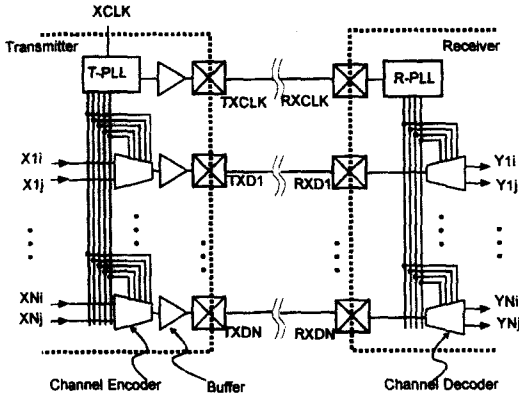 XCLK
Transmitter
Receiver
T-PLL
R-PLL
TXCLK
RXCLK
X1i
X1j
TXD1
RXD1
Y1i
Y1j
XNi
XNj
TXDN
RXDN
YNi
YNj
Channel Encoder
Buffer
Channel Decoder